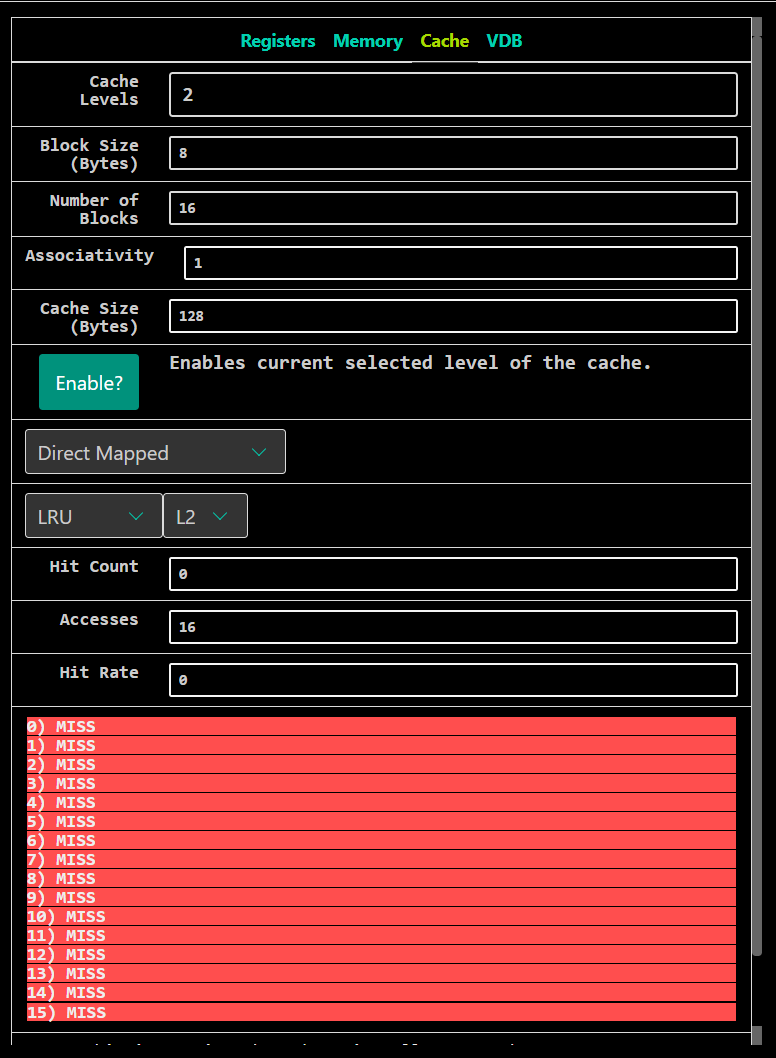 Registers Memory Cache VDB
Cache
Levels
2
Block Size
(Bytes)
8
Number of
Blocks
16
Associativity
1
Cache Size
(Bytes)
128
Enable?
Enables current selected level of the cache.
Direct Mapped
LRU L2
Hit Count
0
Accesses
16
Hit Rate
0
0) MISS
1) MISS
2) MISS
3) MISS
4) MISS
5) MISS
6) MISS
7) MISS
8) MISS
9) MISS
10) MISS
11) MISS
12) MISS
13) MISS
14) MISS
15) MISS